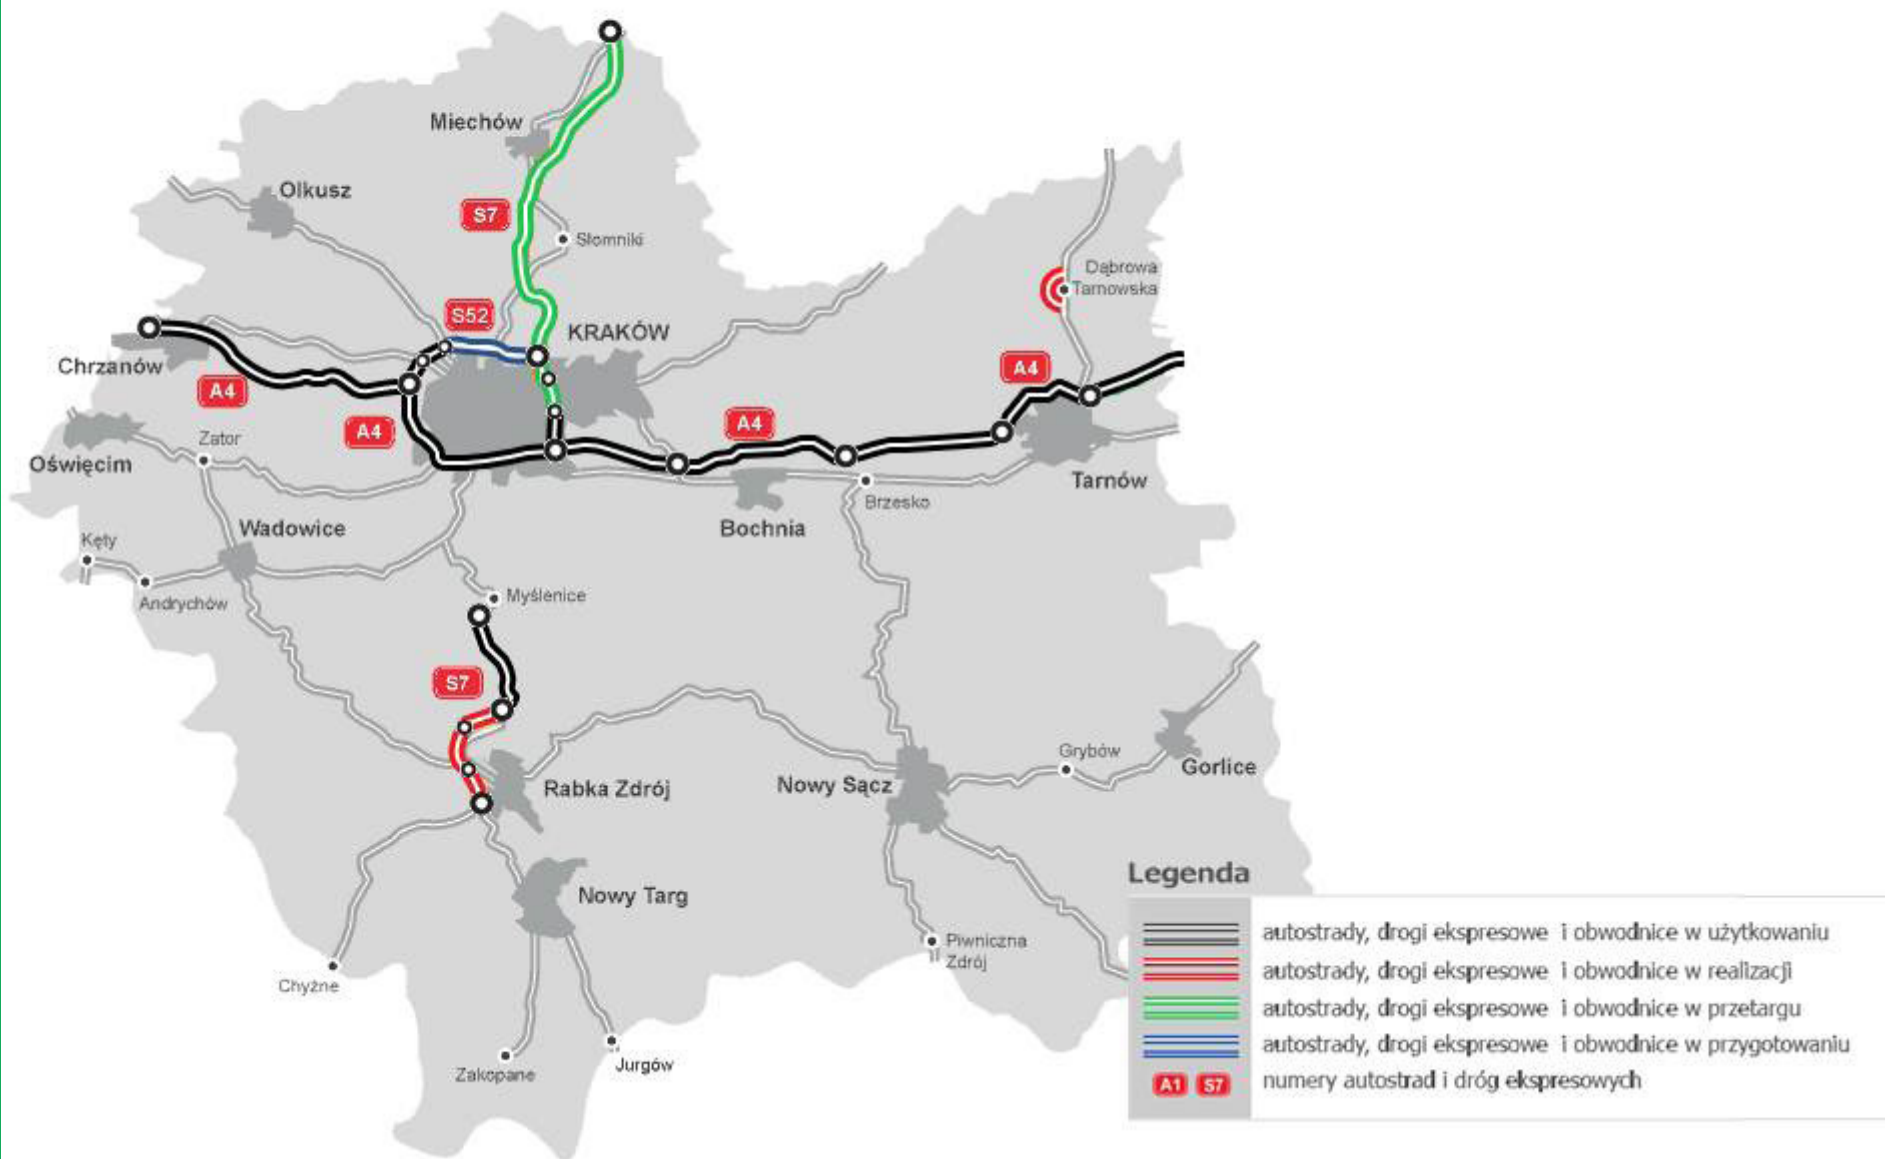 Miechów
Olkusz
S7
Słomniki
Dąbrowa
Tarnowska
S52
KRAKÓW
Chrzanów
A4
A4
A4
A4
Zator
Oświęcim
Tarnów
Brzesko
Bochnia
Wadowice
Kęty
Andrychów
Myślenice
S7
Rabka Zdrój
Nowy Sącz
Grybów
Gorlice
Nowy Targ
Piwniczna
Zdrój
Chyżne
Zakopane
Jurgów
Legenda
autostrady, drogi ekspresowe i obwodnice w użytkowaniu
autostrady, drogi ekspresowe i obwodnice w realizacji
autostrady, drogi ekspresowe i obwodnice w przetargu
autostrady, drogi ekspresowe i obwodnice w przygotowaniu
A1 S7 numery autostrad i dróg ekspresowych